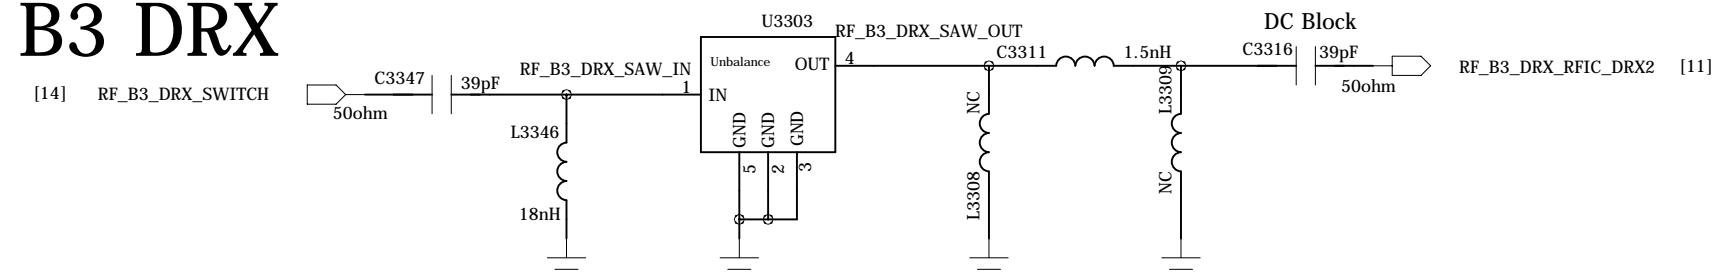 B3 DRX
U3303
DC Block
RF_B3_DRX_SAW_OUT
C3311
1.5nH
C3316
39pF
Unbalance
OUT
4
RF_B3_DRX_SAW_IN
1
IN
C3347
39pF
[14]
RF_B3_DRX_SWITCH
50ohm
50ohm
RF_B3_DRX_RFIC_DRX2
[11]
L3346
18nH
GND
GND
GND
5
2
3
NC
L3308
L3309
NC